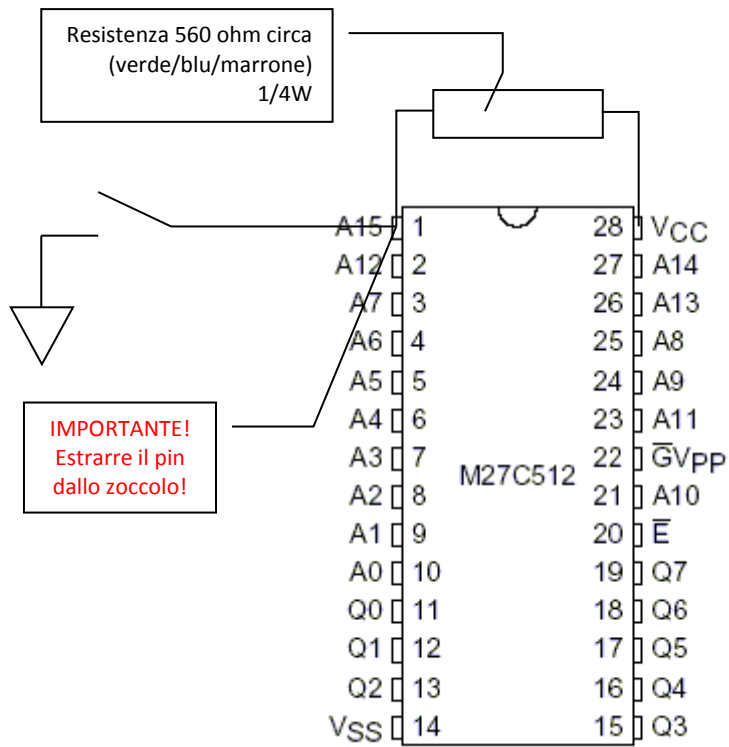 Resistenza 560 ohm circa
(verde/blu/marrone)
1/4W
A15 1 28 VCC
A12 2 27 A14
A7 3 26 A13
A6 4 25 A8
A5 5 24 A9
A4 6 23 A11
IMPORTANTE!
Estrarre il pin
dallo zoccolo!
A3 7 22 G̅VPP
M27C512
A2 8 21 A10
A1 9 20 E̅
A0 10 19 Q7
Q0 11 18 Q6
Q1 12 17 Q5
Q2 13 16 Q4
VSS 14 15 Q3